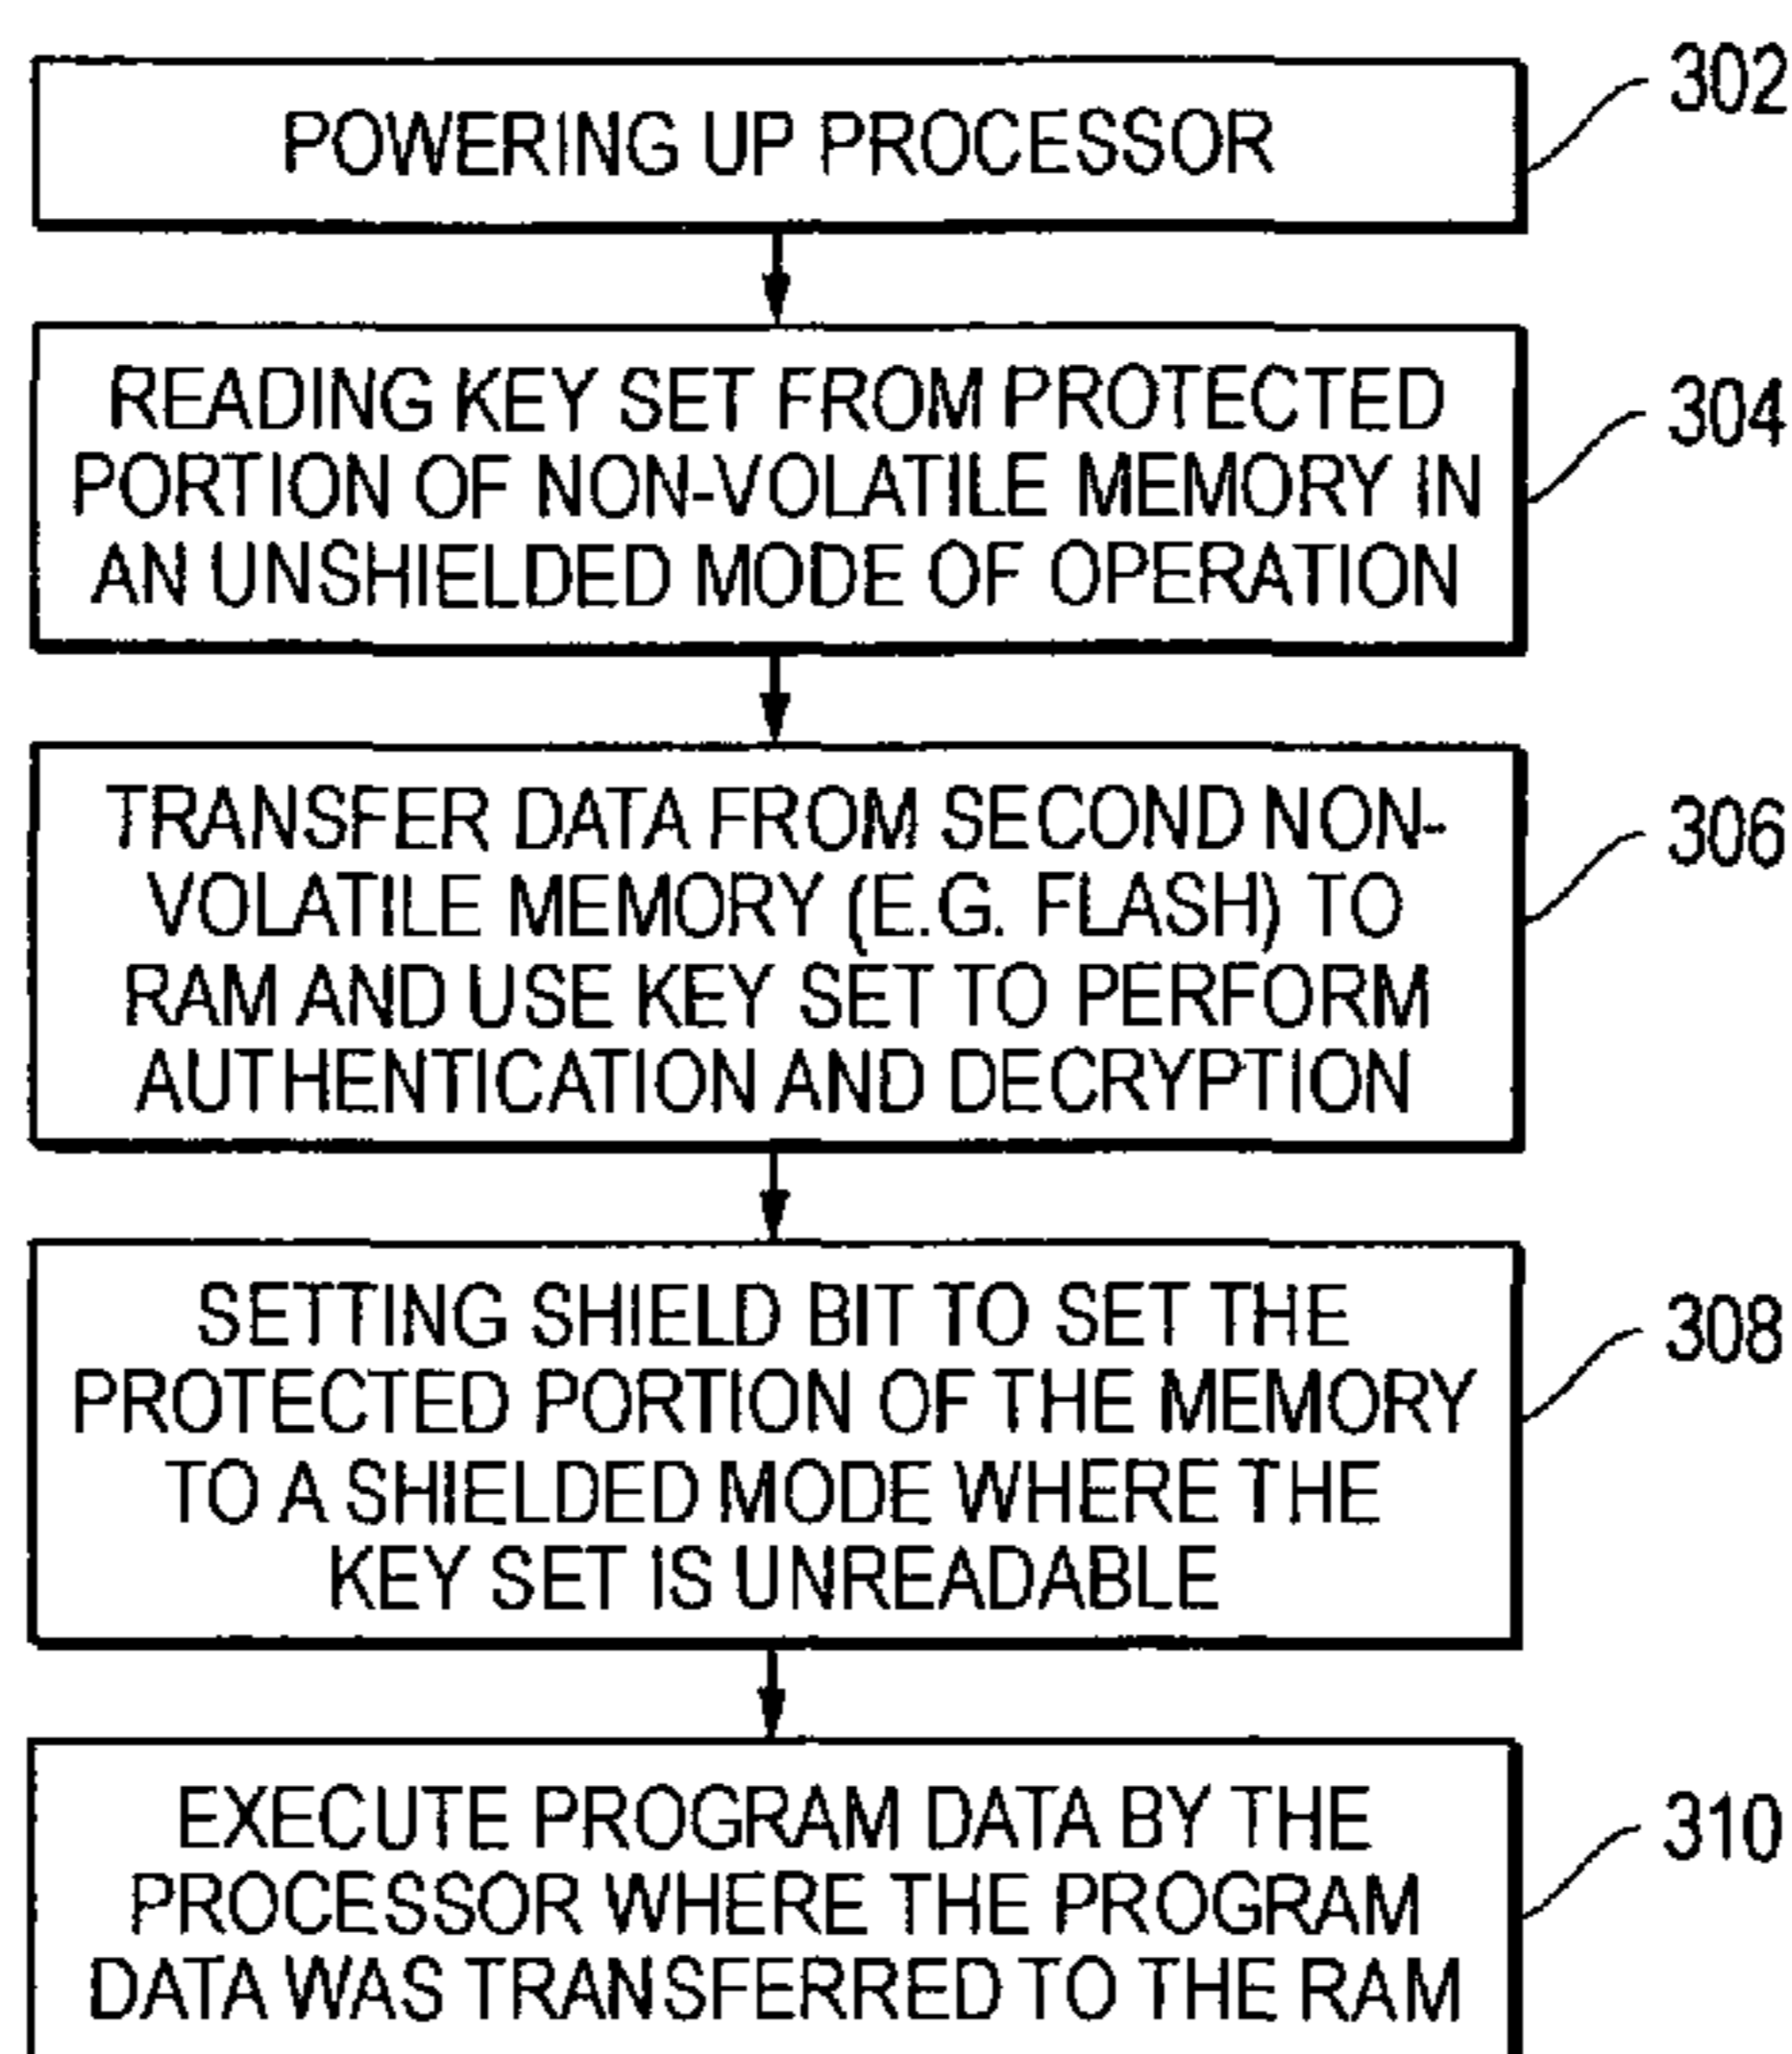 POWERING UP PROCESSOR
302
READING KEY SET FROM PROTECTED
PORTION OF NON-VOLATILE MEMORY IN
AN UNSHIELDED MODE OF OPERATION
304
TRANSFER DATA FROM SECOND NON-
VOLATILE MEMORY (E.G. FLASH) TO
RAM AND USE KEY SET TO PERFORM
AUTHENTICATION AND DECRYPTION
306
SETTING SHIELD BIT TO SET THE
PROTECTED PORTION OF THE MEMORY
TO A SHIELDED MODE WHERE THE
KEY SET IS UNREADABLE
308
EXECUTE PROGRAM DATA BY THE
PROCESSOR WHERE THE PROGRAM
DATA WAS TRANSFERRED TO THE RAM
310